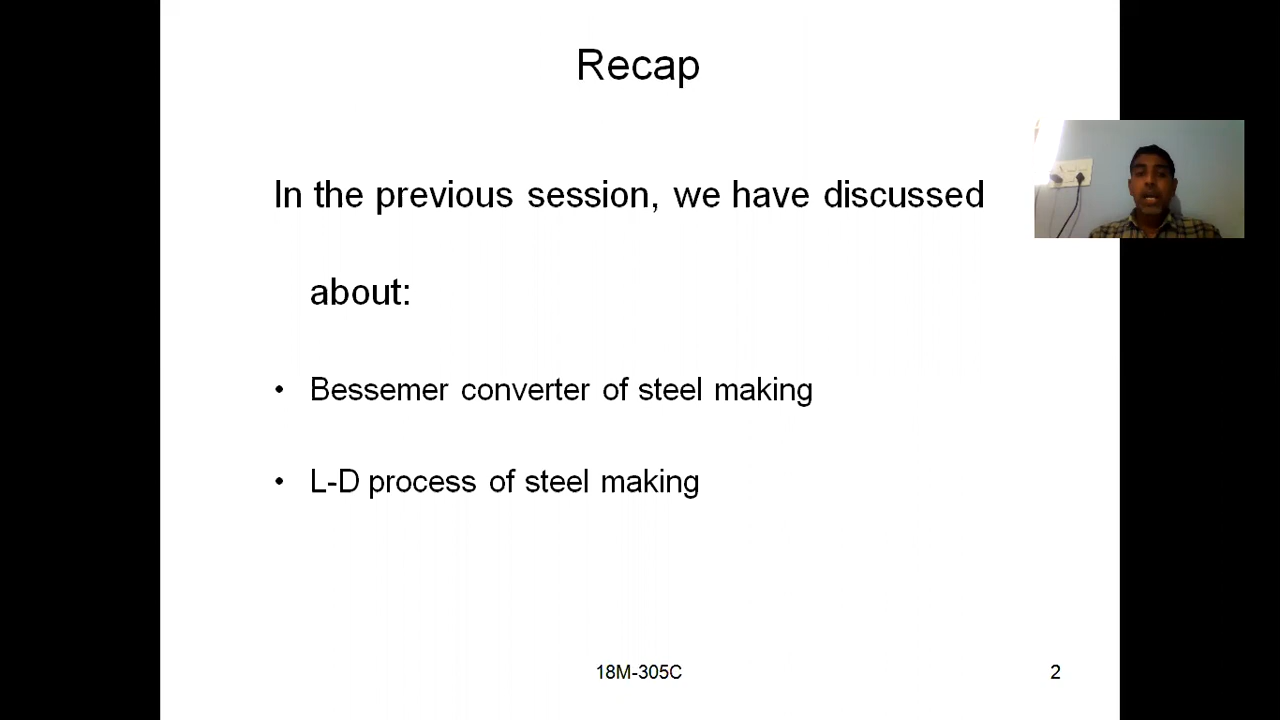 Recap
In the previous session, we have discussed
about:
• Bessemer converter of steel making
• L-D process of steel making
18M-305C
2